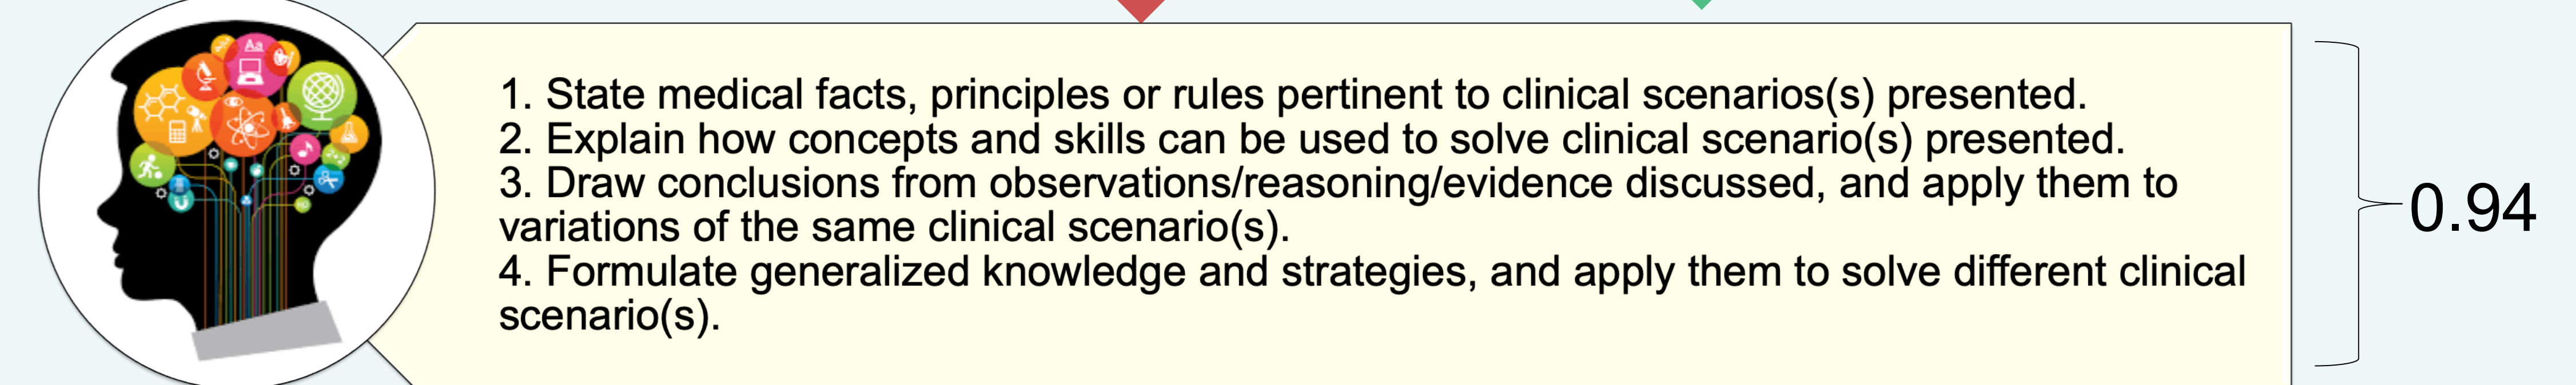 Aa
1. State medical facts, principles or rules pertinent to clinical scenarios(s) presented.
2. Explain how concepts and skills can be used to solve clinical scenario(s) presented.
3. Draw conclusions from observations/reasoning/evidence discussed, and apply them to
variations of the same clinical scenario(s).
4. Formulate generalized knowledge and strategies, and apply them to solve different clinical
scenario(s).
0.94